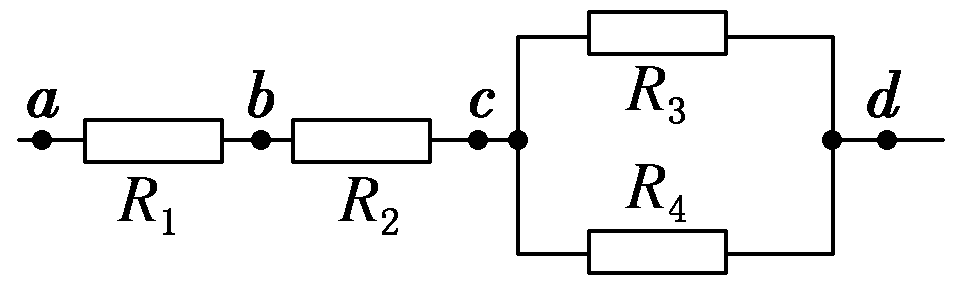 R₃
a b c d
R₁ R₂ R₄